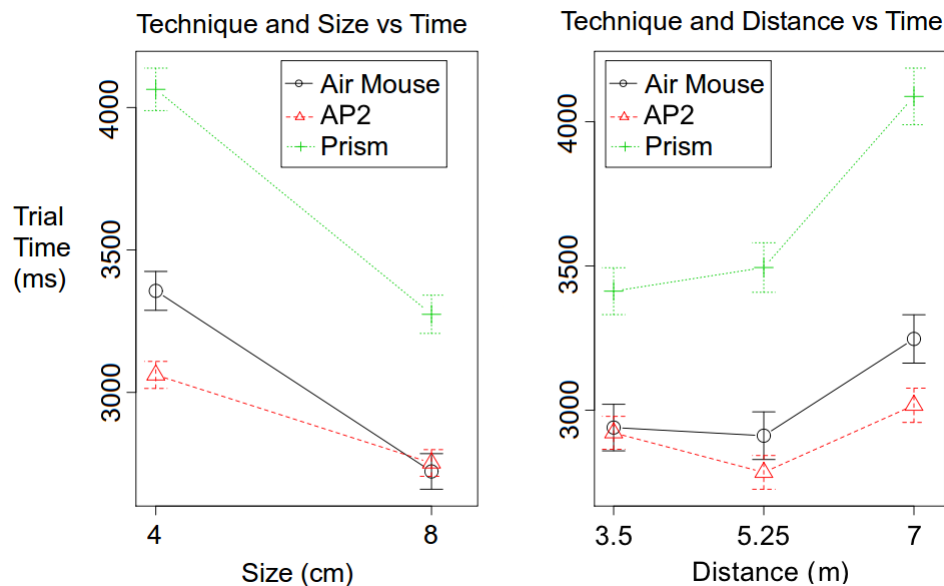 Technique and Size vs Time
Technique and Distance vs Time
Trial
Time
(ms)
4000
3500
3000
Air Mouse
AP2
Prism
4
8
Size (cm)
4000
3500
3000
Air Mouse
AP2
Prism
3.5
5.25
7
Distance (m)